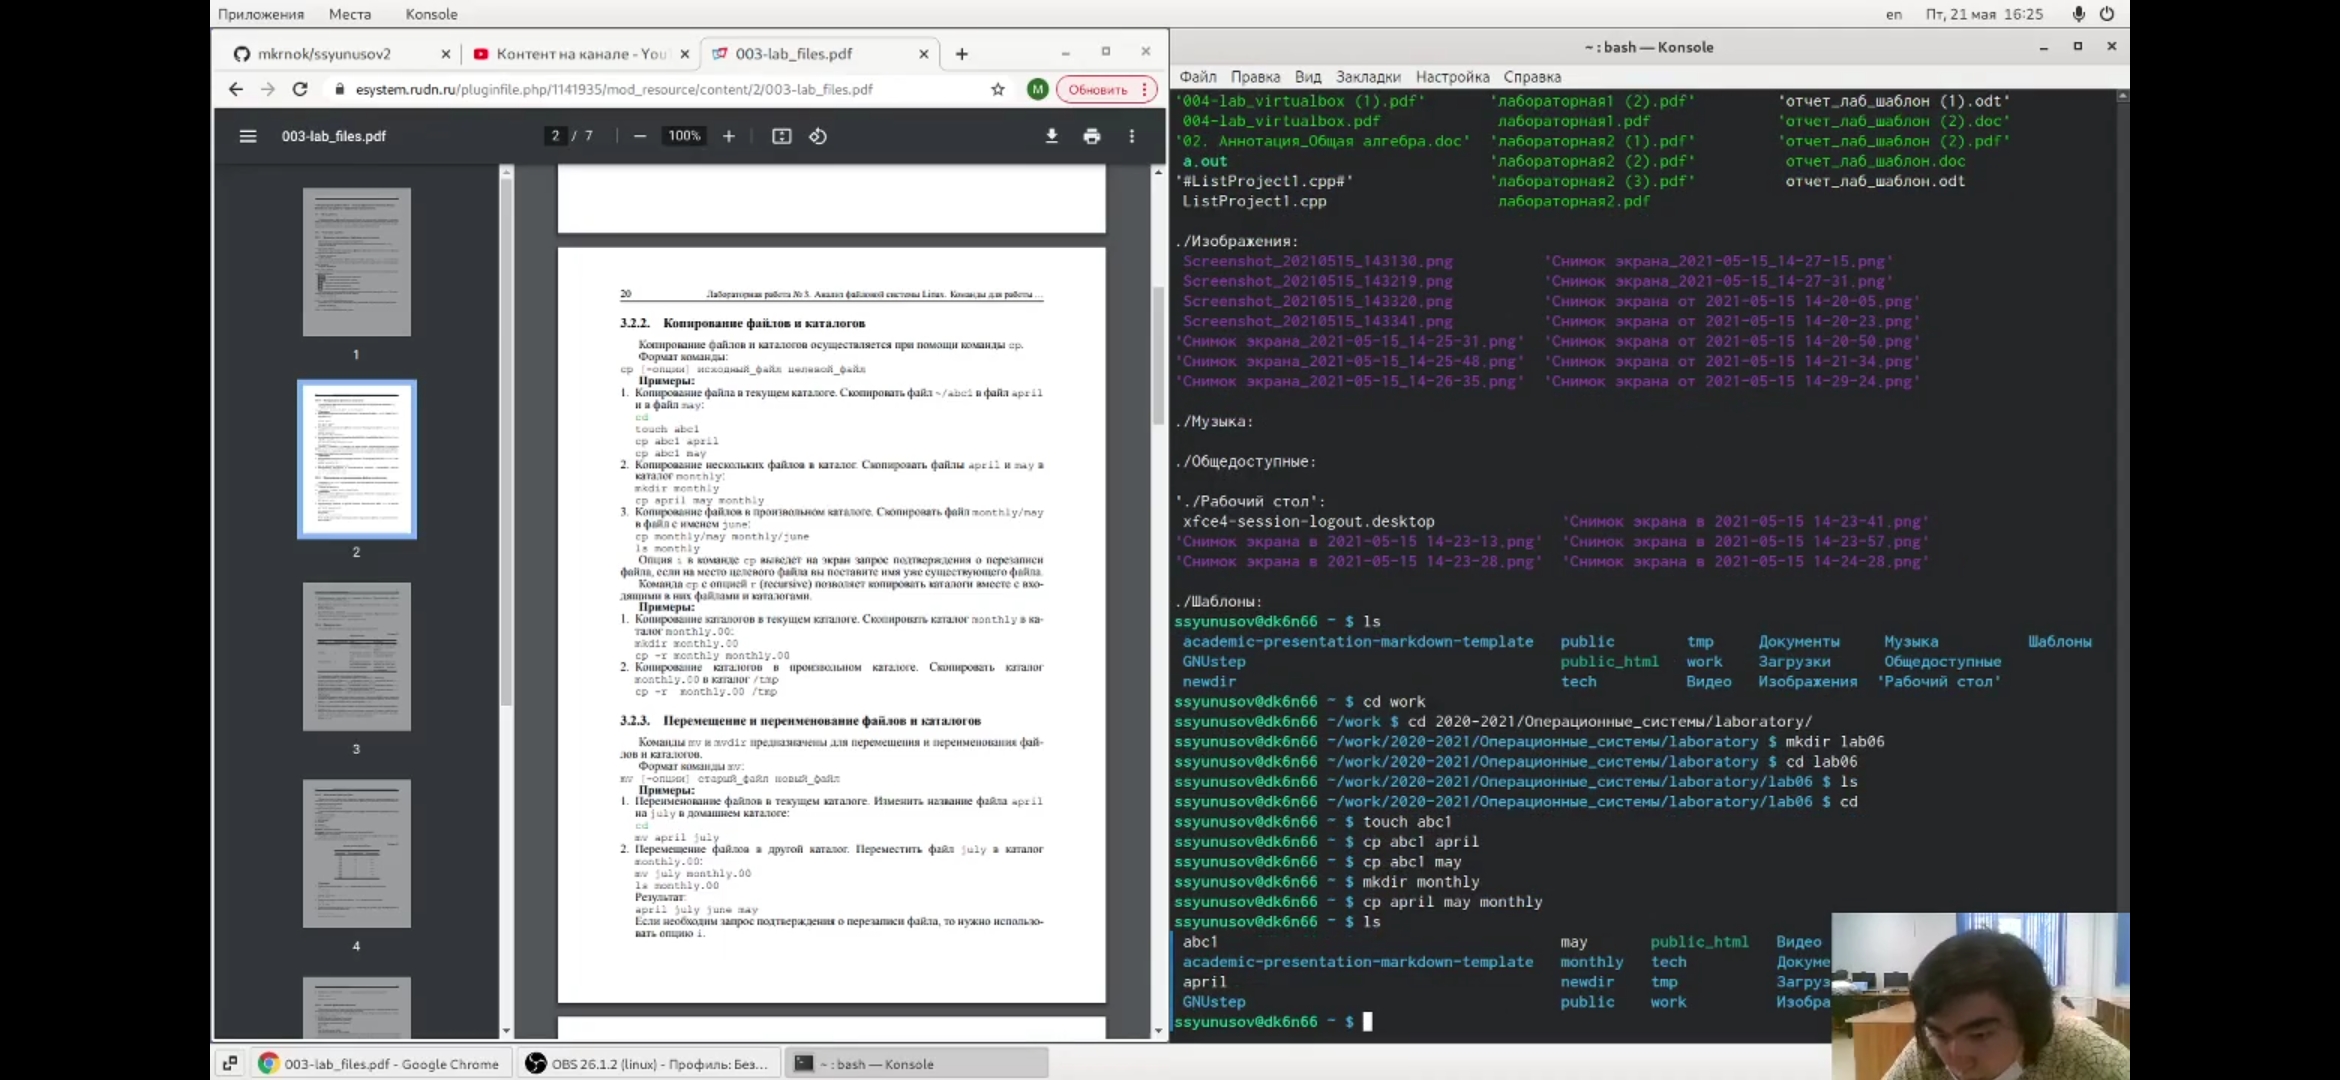 Приложения Места Konsole en Пт, 21 мая 16:25
mkrnok/ssyunusov2 Контент на канале - You 003-lab_files.pdf
esystem.rudn.ru/pluginfile.php/1141935/mod_resource/content/2/003-lab_files.pdf M Обновить
003-lab_files.pdf 2 / 7 100%
1
2
3
4
20 Лабораторная работа № 3. Анализ файловой системы Linux. Команды для работы ...
3.2.2. Копирование файлов и каталогов
Копирование файлов и каталогов осуществляется при помощи команды cp.
Формат команды:
cp [-опции] исходный_файл целевой_файл
Примеры:
1. Копирование файла в текущем каталоге. Скопировать файл ~/abc1 в файл april
и в файл may:
cd
touch abc1
cp abc1 april
cp abc1 may
2. Копирование нескольких файлов в каталог. Скопировать файлы april и may в
каталог monthly:
mkdir monthly
cp april may monthly
3. Копирование файлов в произвольном каталоге. Скопировать файл monthly/may
в файл с именем june:
cp monthly/may monthly/june
ls monthly
Опция i в команде cp выведет на экран запрос подтверждения о перезаписи
файла, если на место целевого файла вы поставите имя уже существующего файла.
Команда cp с опцией r (recursive) позволяет копировать каталоги вместе с вхо-
дящими в них файлами и каталогами.
Примеры:
1. Копирование каталогов в текущем каталоге. Скопировать каталог monthly в ка-
талог monthly.00:
mkdir monthly.00
cp -r monthly monthly.00
2. Копирование каталогов в произвольном каталоге. Скопировать каталог
monthly.00 в каталог /tmp
cp -r monthly.00 /tmp
3.2.3. Перемещение и переименование файлов и каталогов
Команды mv и mvdir предназначены для перемещения и переименования фай-
лов и каталогов.
Формат команды mv:
mv [-опции] старый_файл новый_файл
Примеры:
1. Переименование файлов в текущем каталоге. Изменить название файла april
на july в домашнем каталоге:
cd
mv april july
2. Перемещение файлов в другой каталог. Переместить файл july в каталог
monthly.00:
mv july monthly.00
ls monthly.00
Результат:
april july june may
Если необходим запрос подтверждения о перезаписи файла, то нужно использо-
вать опцию i.
~ : bash — Konsole
Файл Правка Вид Закладки Настройка Справка
'004-lab_virtualbox (1).pdf' 'лабораторная1 (2).pdf' 'отчет_лаб_шаблон (1).odt'
004-lab_virtualbox.pdf лабораторная1.pdf 'отчет_лаб_шаблон (2).doc'
'02. Аннотация_Общая алгебра.doc' 'лабораторная2 (1).pdf' 'отчет_лаб_шаблон (2).pdf'
a.out 'лабораторная2 (2).pdf' отчет_лаб_шаблон.doc
'#ListProject1.cpp#' 'лабораторная2 (3).pdf' отчет_лаб_шаблон.odt
ListProject1.cpp лабораторная2.pdf
./Изображения:
Screenshot_20210515_143130.png 'Снимок экрана_2021-05-15_14-27-15.png'
Screenshot_20210515_143219.png 'Снимок экрана_2021-05-15_14-27-31.png'
Screenshot_20210515_143320.png 'Снимок экрана от 2021-05-15 14-20-05.png'
Screenshot_20210515_143341.png 'Снимок экрана от 2021-05-15 14-20-23.png'
'Снимок экрана_2021-05-15_14-25-31.png' 'Снимок экрана от 2021-05-15 14-20-50.png'
'Снимок экрана_2021-05-15_14-25-48.png' 'Снимок экрана от 2021-05-15 14-21-34.png'
'Снимок экрана_2021-05-15_14-26-35.png' 'Снимок экрана от 2021-05-15 14-29-24.png'
./Музыка:
./Общедоступные:
'./Рабочий стол':
xfce4-session-logout.desktop 'Снимок экрана в 2021-05-15 14-23-41.png'
'Снимок экрана в 2021-05-15 14-23-13.png' 'Снимок экрана в 2021-05-15 14-23-57.png'
'Снимок экрана в 2021-05-15 14-23-28.png' 'Снимок экрана в 2021-05-15 14-24-28.png'
./Шаблоны:
ssyunusov@dk6n66 ~ $ ls
academic-presentation-markdown-template public tmp Документы Музыка Шаблоны
GNUstep public_html work Загрузки Общедоступные
newdir tech Видео Изображения 'Рабочий стол'
ssyunusov@dk6n66 ~ $ cd work
ssyunusov@dk6n66 ~/work $ cd 2020-2021/Операционные_системы/laboratory/
ssyunusov@dk6n66 ~/work/2020-2021/Операционные_системы/laboratory $ mkdir lab06
ssyunusov@dk6n66 ~/work/2020-2021/Операционные_системы/laboratory $ cd lab06
ssyunusov@dk6n66 ~/work/2020-2021/Операционные_системы/laboratory/lab06 $ ls
ssyunusov@dk6n66 ~/work/2020-2021/Операционные_системы/laboratory/lab06 $ cd
ssyunusov@dk6n66 ~ $ touch abc1
ssyunusov@dk6n66 ~ $ cp abc1 april
ssyunusov@dk6n66 ~ $ cp abc1 may
ssyunusov@dk6n66 ~ $ mkdir monthly
ssyunusov@dk6n66 ~ $ cp april may monthly
ssyunusov@dk6n66 ~ $ ls
abc1 may public_html Видео
academic-presentation-markdown-template monthly tech Докуме
april newdir tmp Загруз
GNUstep public work Изобра
ssyunusov@dk6n66 ~ $
003-lab_files.pdf - Google Chrome OBS 26.1.2 (linux) - Профиль: Без... ~ : bash — Konsole